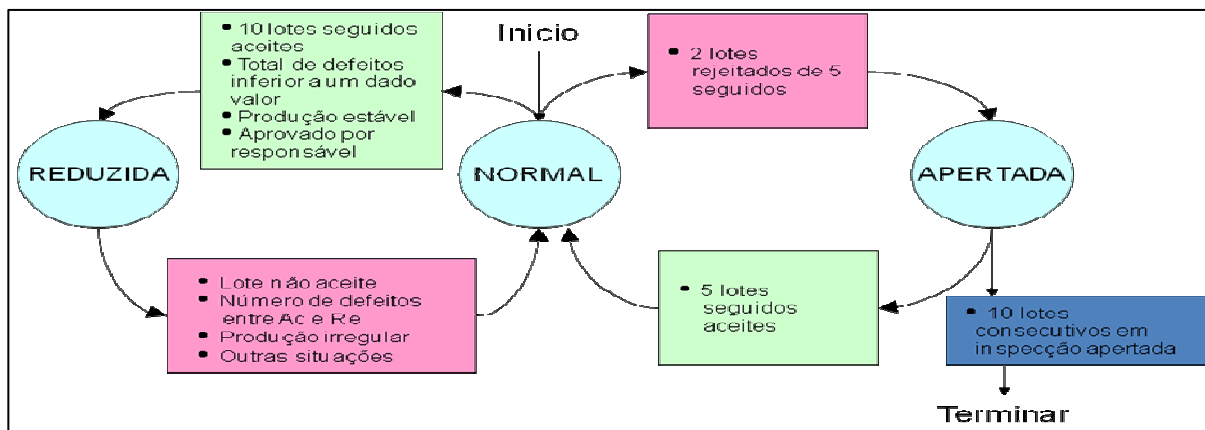 • 10 lotes seguidos
aceites
• Total de defeitos
inferior a um dado
valor
• Produção estável
• Aprovado por
responsável
Início
• 2 lotes
rejeitados de 5
seguidos
REDUZIDA
NORMAL
APERTADA
• Lote não aceite
• Número de defeitos
entre Ac e Re
• Produção irregular
• Outras situações
• 5 lotes
seguidos
aceites
• 10 lotes
consecutivos em
inspecção apertada
Terminar